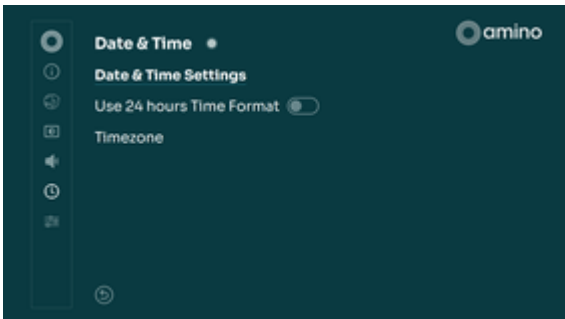 amino
Date & Time
Date & Time Settings
Use 24 hours Time Format
Timezone